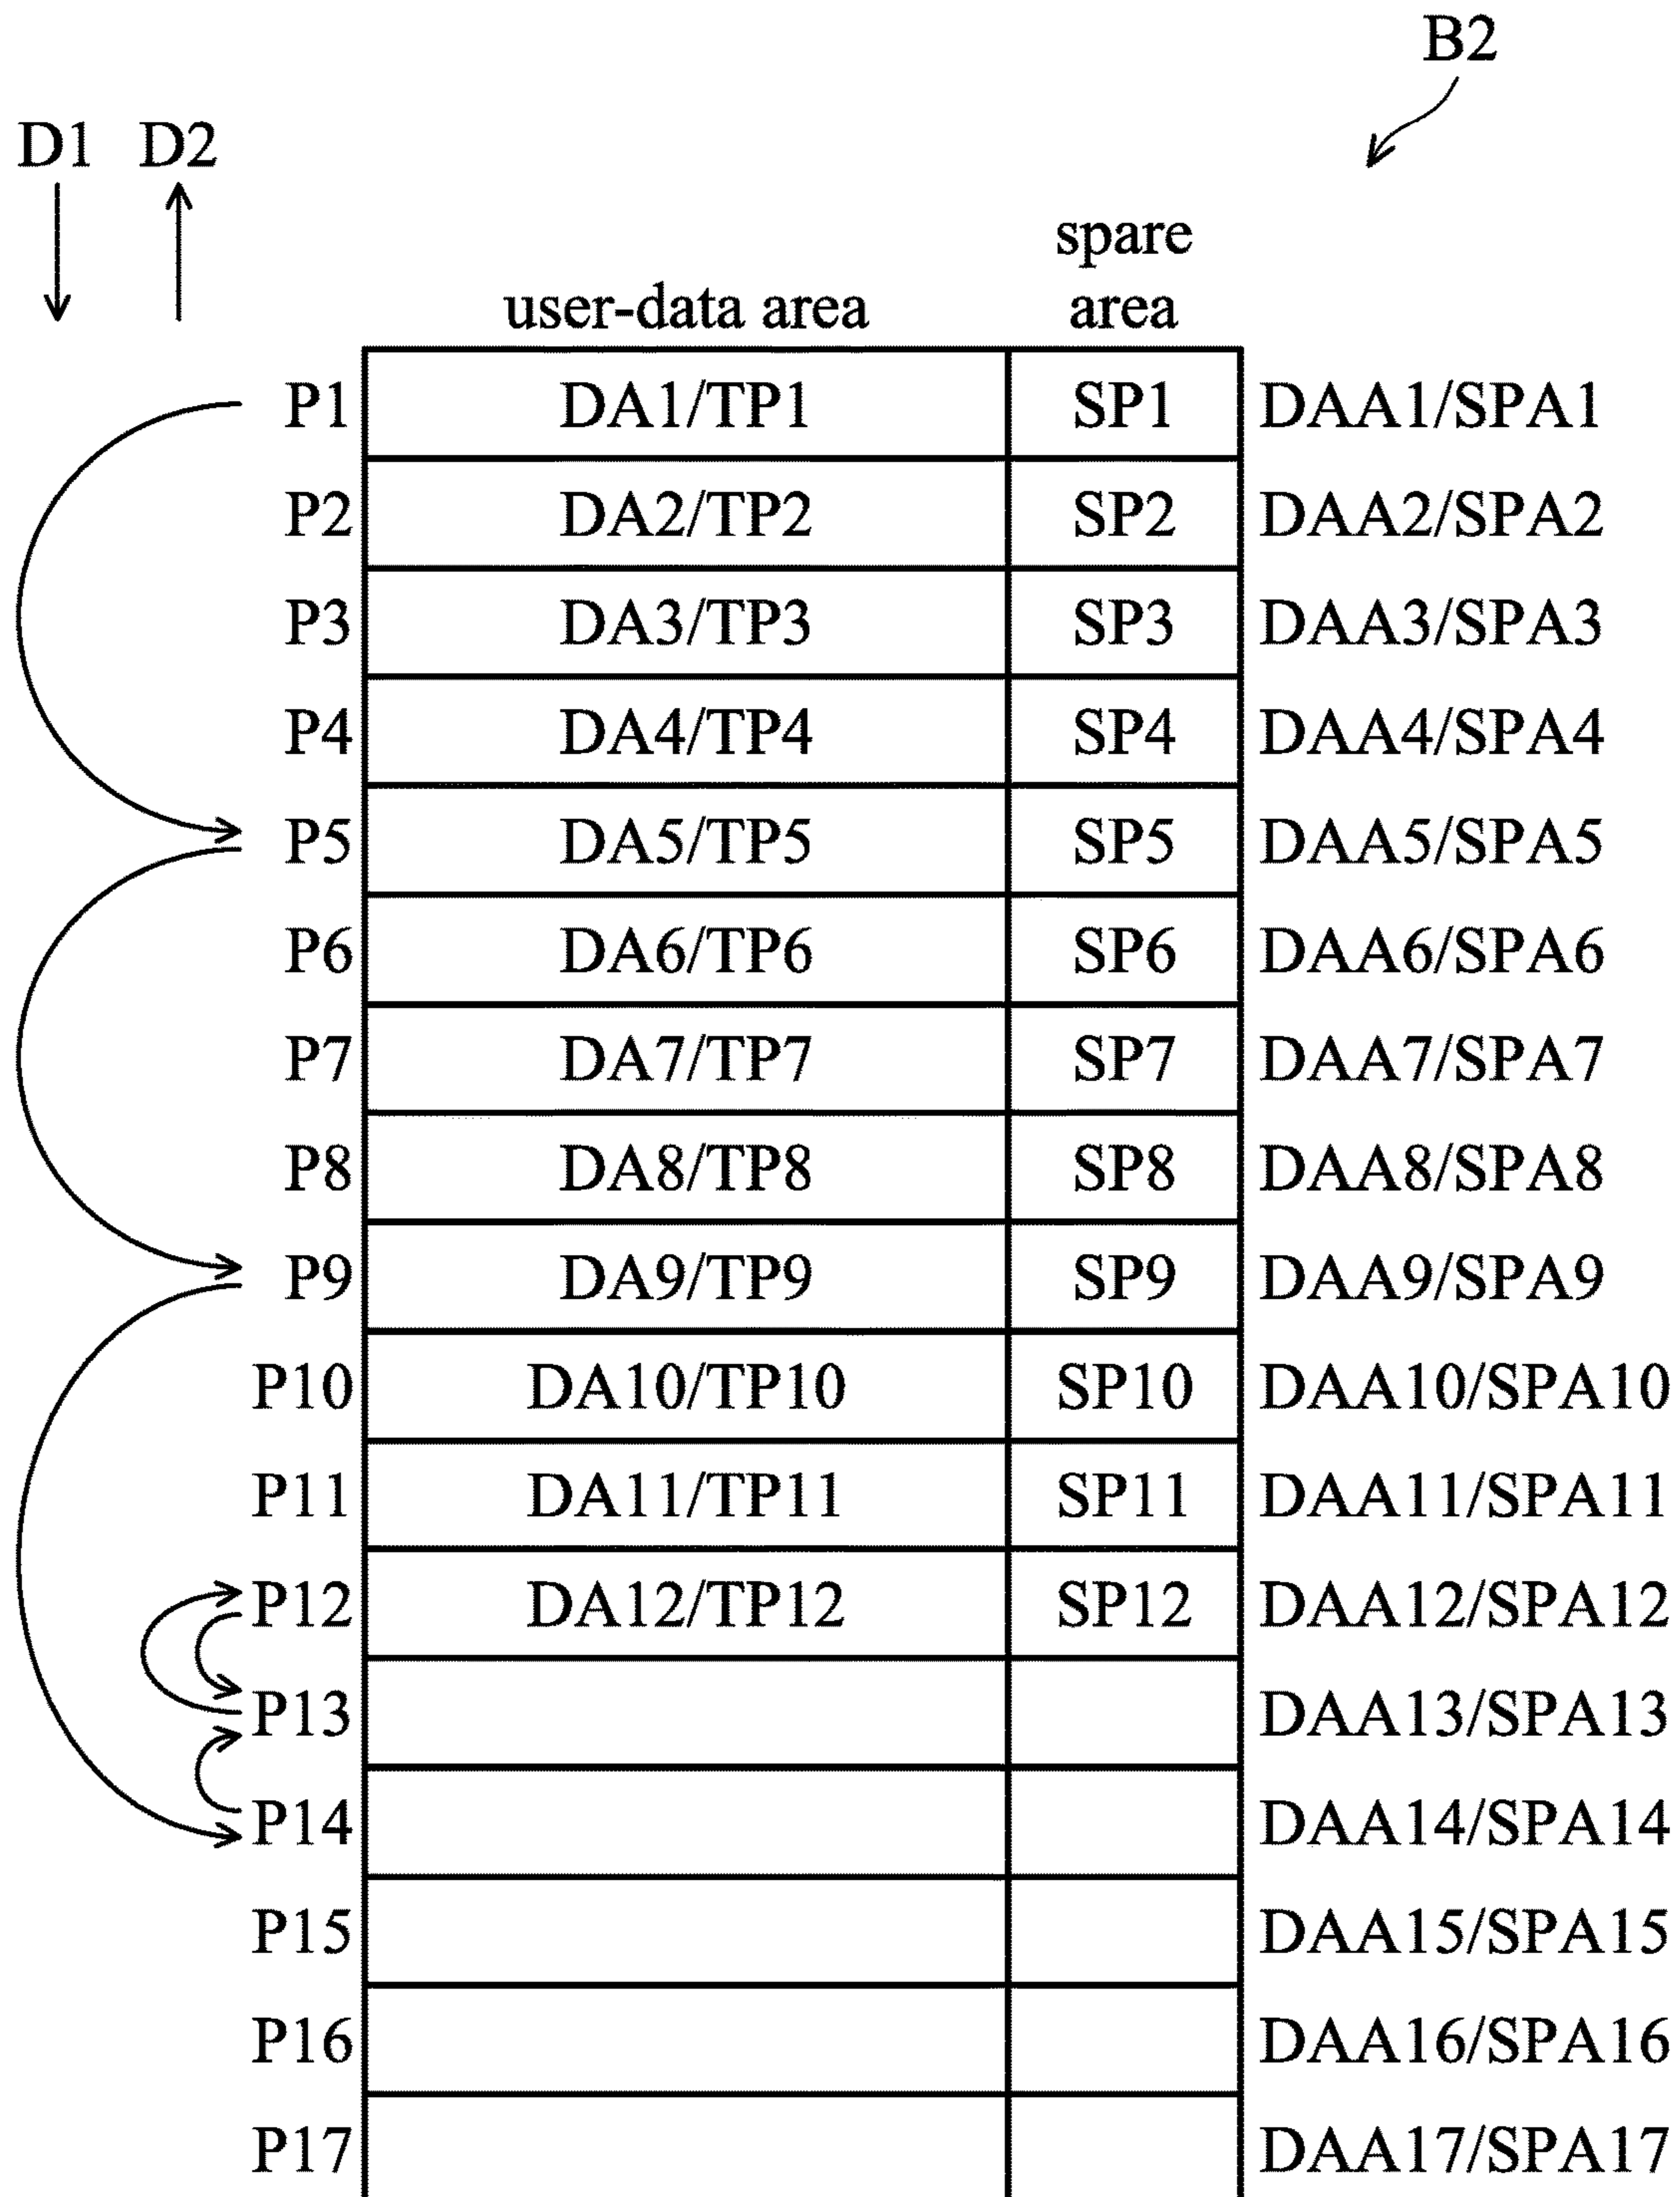 B2
D1 D2
spare
user-data area area
P1 DA1/TP1 SP1 DAA1/SPA1
P2 DA2/TP2 SP2 DAA2/SPA2
P3 DA3/TP3 SP3 DAA3/SPA3
P4 DA4/TP4 SP4 DAA4/SPA4
P5 DA5/TP5 SP5 DAA5/SPA5
P6 DA6/TP6 SP6 DAA6/SPA6
P7 DA7/TP7 SP7 DAA7/SPA7
P8 DA8/TP8 SP8 DAA8/SPA8
P9 DA9/TP9 SP9 DAA9/SPA9
P10 DA10/TP10 SP10 DAA10/SPA10
P11 DA11/TP11 SP11 DAA11/SPA11
P12 DA12/TP12 SP12 DAA12/SPA12
P13 DAA13/SPA13
P14 DAA14/SPA14
P15 DAA15/SPA15
P16 DAA16/SPA16
P17 DAA17/SPA17